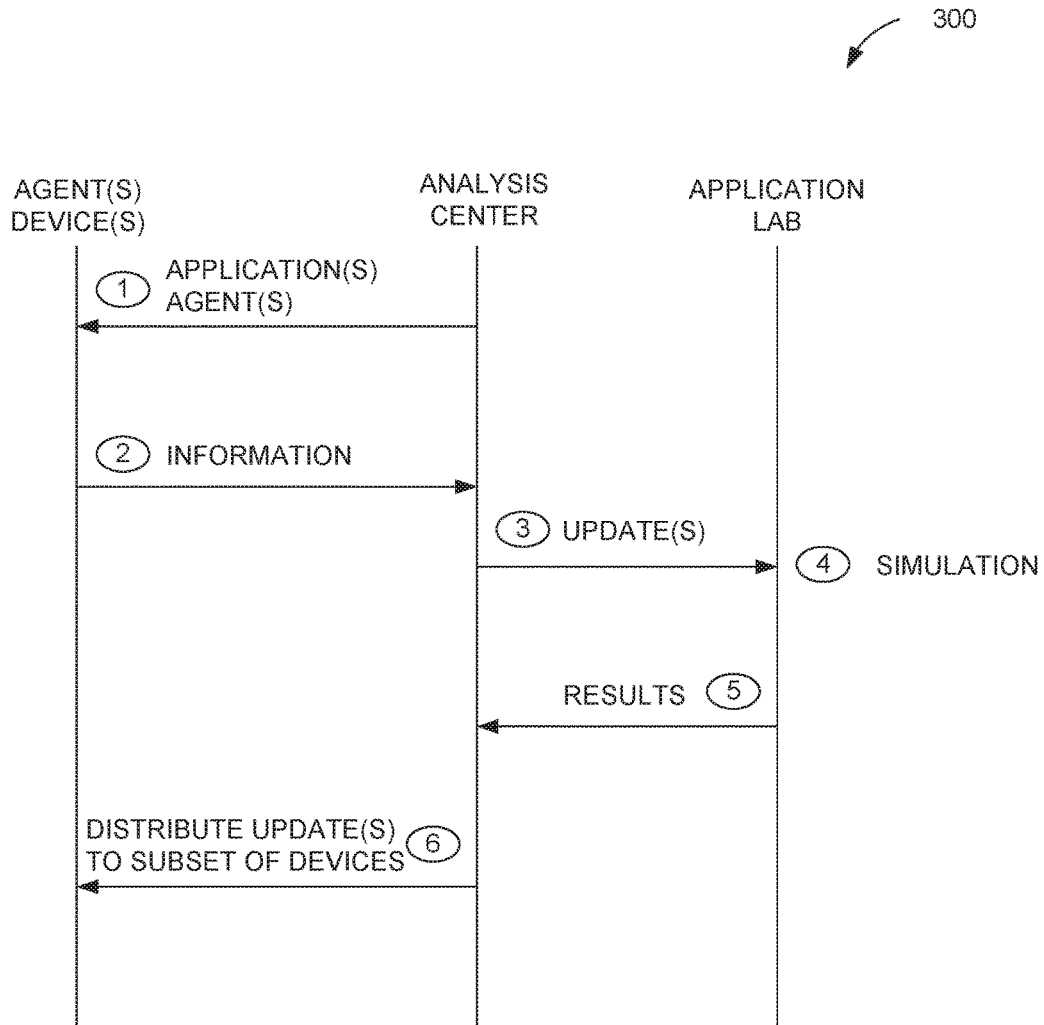 300
AGENT(S)
DEVICE(S)
ANALYSIS
CENTER
APPLICATION
LAB
1 APPLICATION(S)
AGENT(S)
2 INFORMATION
3 UPDATE(S)
4 SIMULATION
RESULTS 5
DISTRIBUTE UPDATE(S)
TO SUBSET OF DEVICES 6